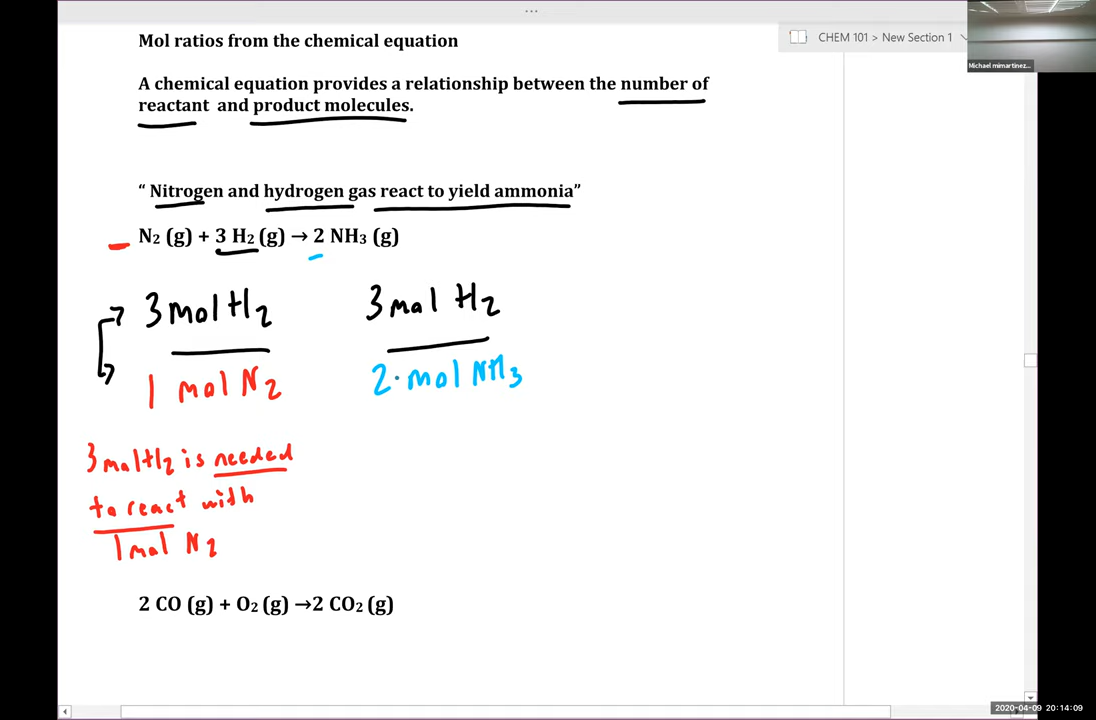 ...
CHEM 101 > New Section 1
Michael mimartinez...
Mol ratios from the chemical equation
A chemical equation provides a relationship between the number of
reactant and product molecules.
“ Nitrogen and hydrogen gas react to yield ammonia”
N₂ (g) + 3 H₂ (g) → 2 NH₃ (g)
3 mol H₂
1 mol N₂
3 mol H₂
2 mol NH₃
3 mol H₂ is needed
to react with
1 mol N₂
2 CO (g) + O₂ (g) →2 CO₂ (g)
2020-04-09 20:14:09